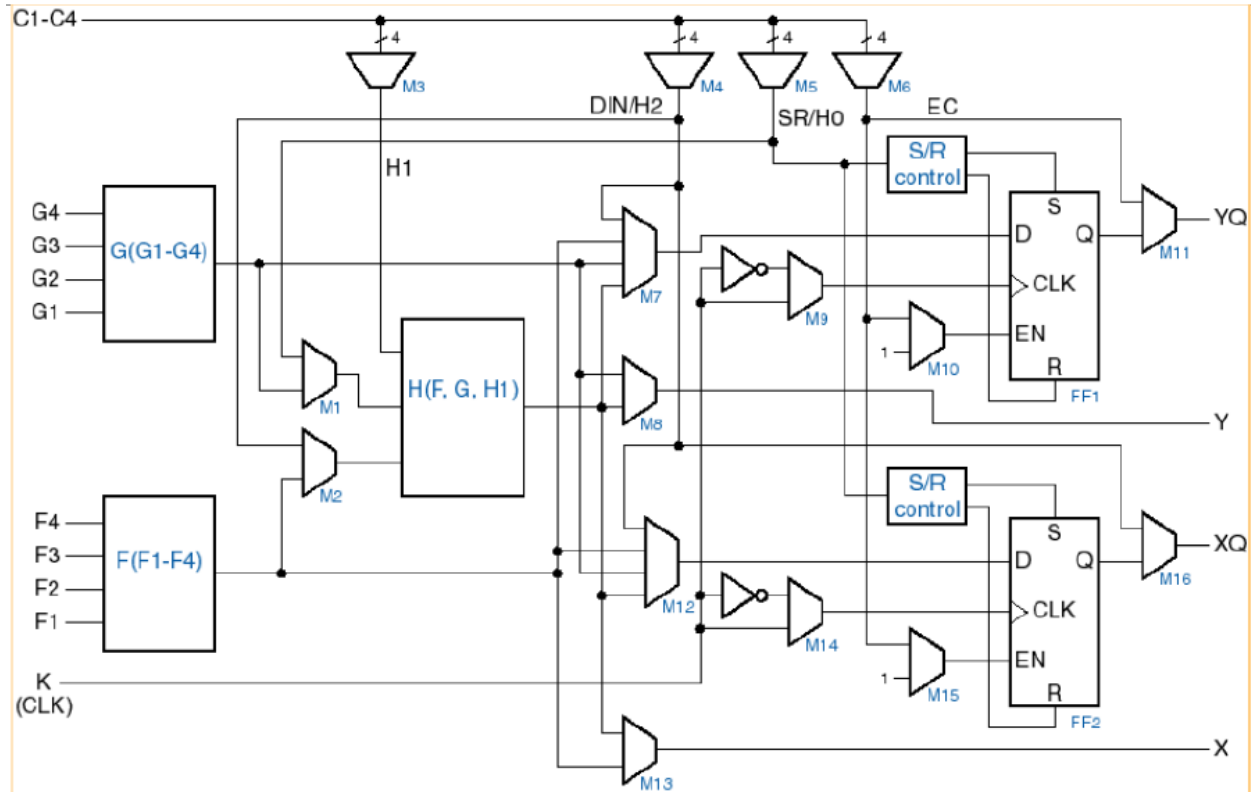 C1-C4
4
4
4
4
M3
M4
M5
M6
DIN/H2
SR/H0
EC
H1
S/R
control
G4
G3
G2
G1
G(G1-G4)
S
D
Q
CLK
EN
R
FF1
YQ
M11
M7
M9
1
M10
M1
H(F, G, H1)
M8
Y
M2
F4
F3
F2
F1
F(F1-F4)
S/R
control
S
D
Q
CLK
EN
R
FF2
XQ
M16
M12
M14
1
M15
K
(CLK)
X
M13